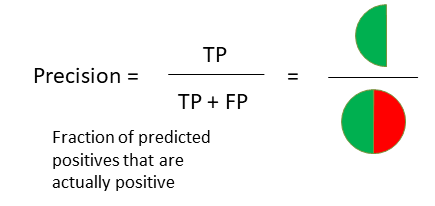 Precision =
TP
TP + FP
=
Fraction of predicted
positives that are
actually positive